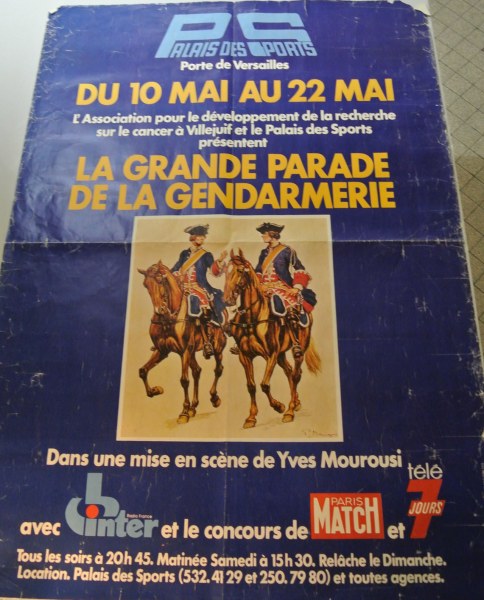 PS
PALAIS DES SPORTS
Porte de Versailles
DU 10 MAI AU 22 MAI
L'Association pour le développement de la recherche
sur le cancer à Villejuif et le Palais des Sports
présentent
LA GRANDE PARADE
DE LA GENDARMERIE
Dans une mise en scène de Yves Mourousi
avec Radio France inter et le concours de PARIS MATCH et télé 7 JOURS
Tous les soirs à 20h 45. Matinée Samedi à 15h 30. Relâche le Dimanche.
Location. Palais des Sports (532.41 29 et 250.79 80) et toutes agences.